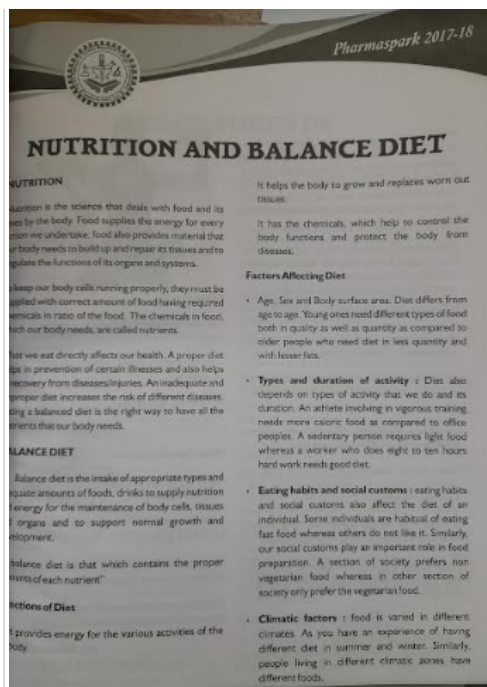 Pharmaspark 2017-18
NUTRITION AND BALANCE DIET
NUTRITION
Nutrition is the science that deals with food and its
uses by the body. Food supplies the energy for every
we undertake, food also provides material that
body needs to build up and repair its tissues and to
regulate the functions of its organs and systems.
keep our body cells running properly, they must be
supplied with correct amount of food having required
chemicals in ratio of the food. The chemicals in food,
which our body needs, are called nutrients.
what we eat directly affects our health. A proper diet
in prevention of certain illnesses and also helps
recovery from diseases/injuries. An inadequate and
improper diet increases the risk of different diseases.
a balanced diet is the right way to have all the
nutrients that our body needs.
BALANCE DIET
Balance diet is the intake of appropriate types and
adequate amounts of foods, drinks to supply nutrition
energy for the maintenance of body cells, tissues
organs and to support normal growth and
development.
balance diet is that which contains the proper
of each nutrient"
of Diet
provides energy for the various activities of the
body.
It helps the body to grow and replaces worn out
tissues.
It has the chemicals, which help to control the
body functions and protect the body from
diseases.
Factors Affecting Diet
• Age, Sex and Body surface area: Diet differs from
age to age. Young ones need different types of food
both in quality as well as quantity as compared to
older people who need diet in less quantity and
with lesser fats.
• Types and duration of activity : Diet also
depends on types of activity that we do and its
duration. An athlete involving in vigorous training
needs more caloric food as compared to office
peoples. A sedentary person requires light food
whereas a worker who does eight to ten hours
hard work needs good diet.
• Eating habits and social customs : eating habits
and social customs also affect the diet of an
individual. Some individuals are habitual of eating
fast food whereas others do not like it. Similarly,
our social customs play an important role in food
preparation. A section of society prefers non
vegetarian food whereas in other section of
society only prefer the vegetarian food.
• Climatic factors : food is varied in different
climates. As you have an experience of having
different diet in summer and winter. Similarly,
people living in different climatic zones have
different foods.